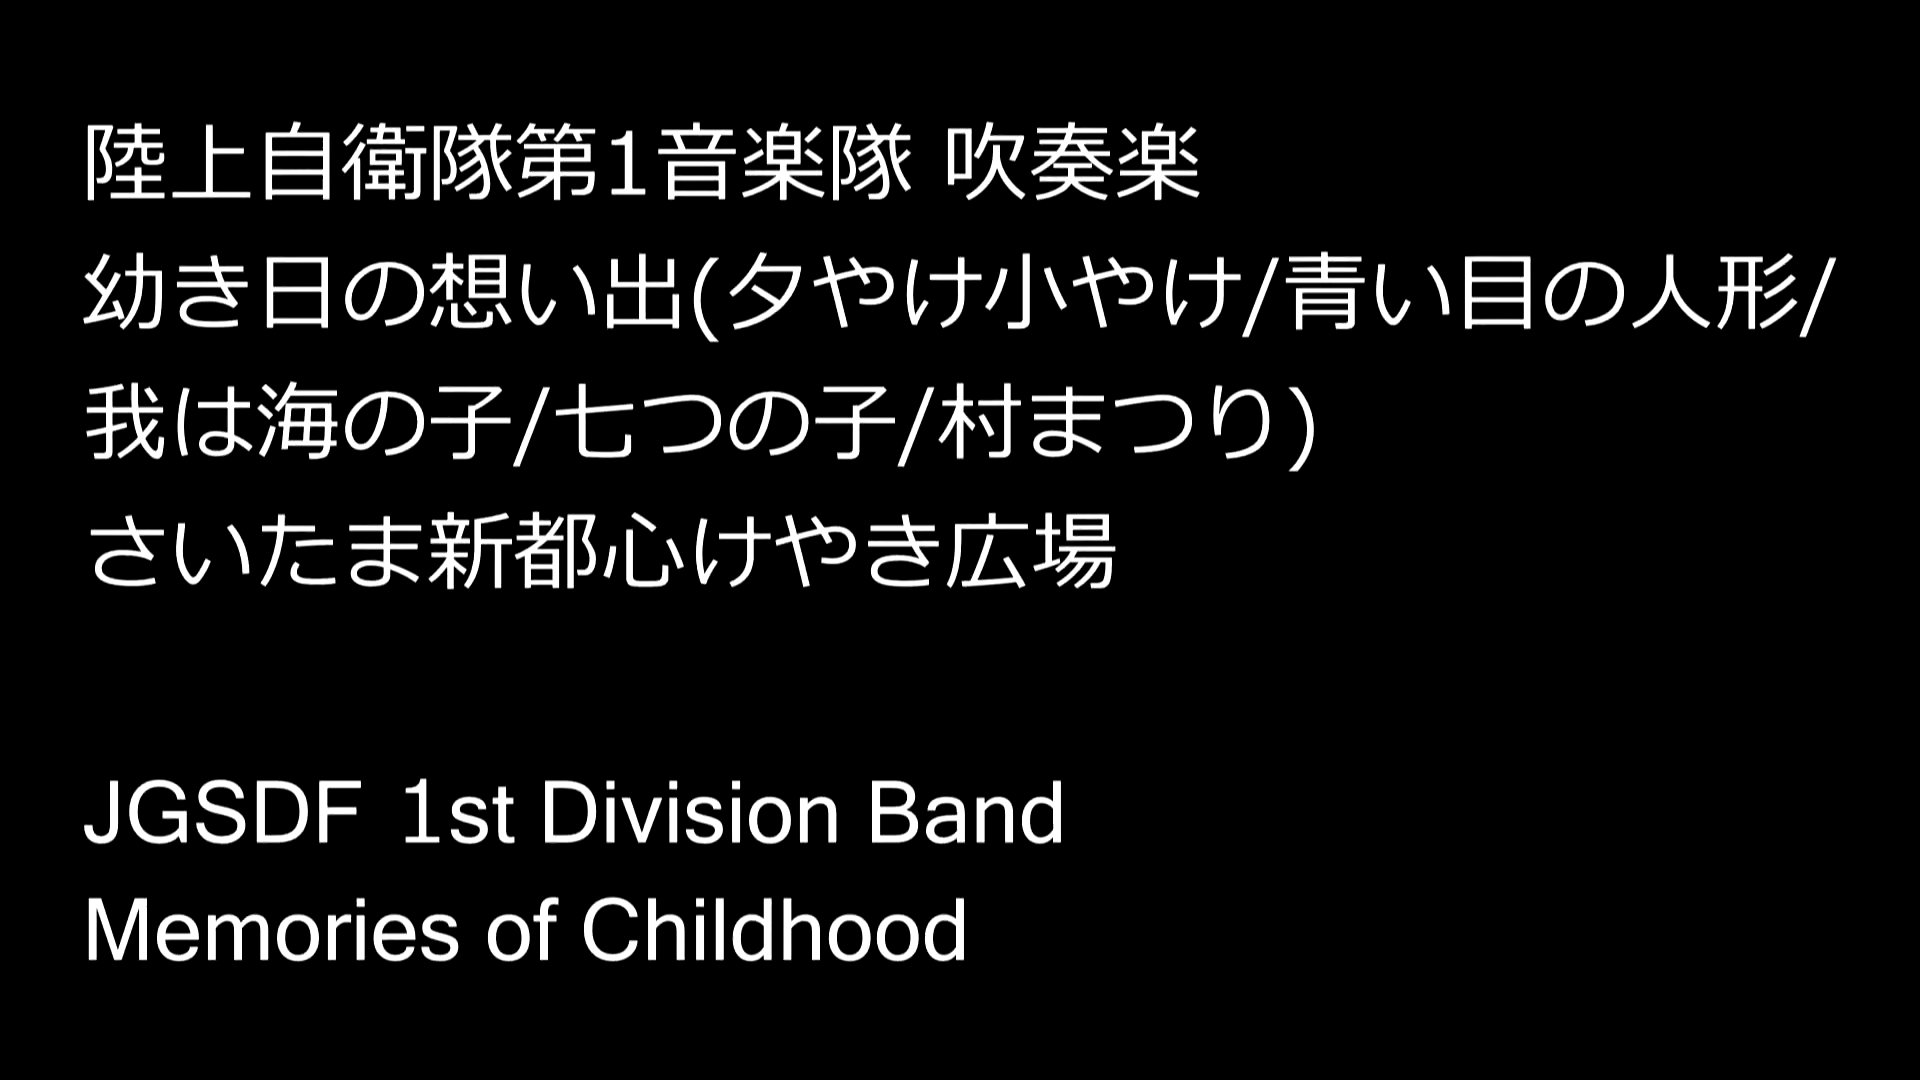 陸上自衛隊第1音楽隊 吹奏楽
幼き日の想い出(夕やけ小やけ/青い目の人形/
我は海の子/七つの子/村まつり)
さいたま新都心けやき広場
JGSDF 1st Division Band
Memories of Childhood